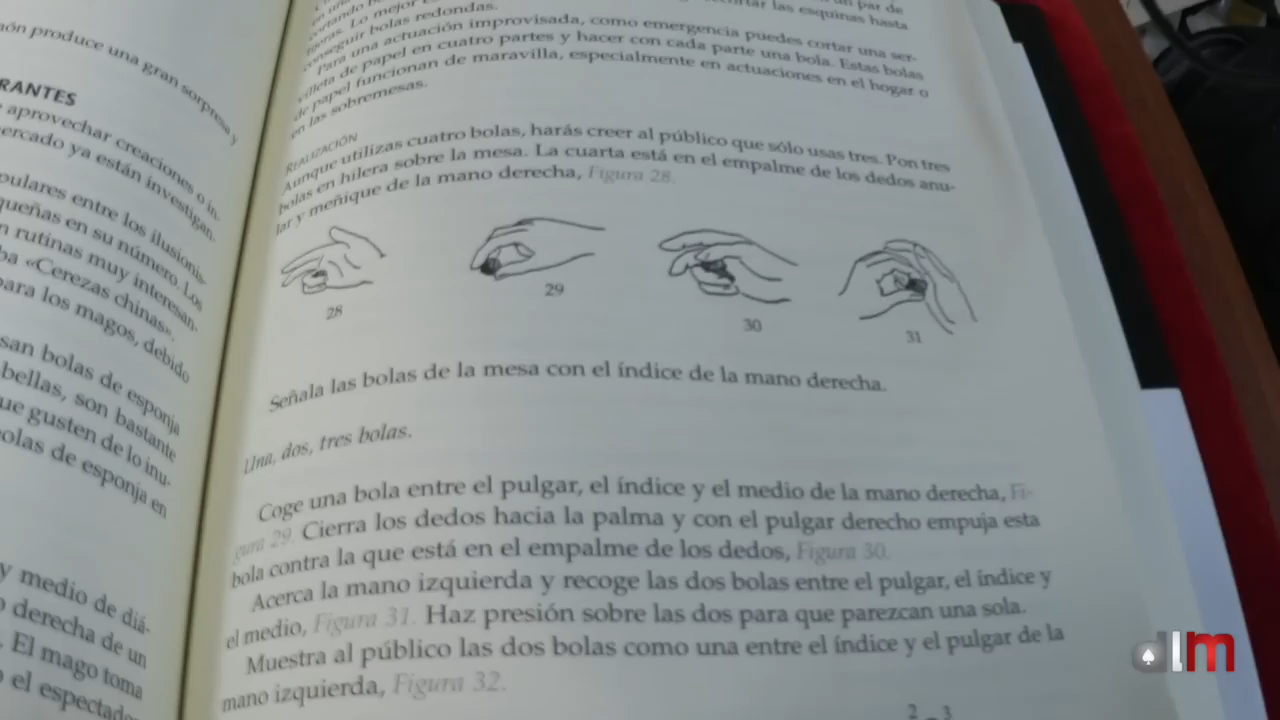 món produce una gran sorpresa y
RANTES
aprovechar creaciones o in-
ercado ya están investigan-
pulares entre los ilusionis-
queñas en su número. Los
n rutinas muy interesan-
ba «Cerezas chinas».
para los magos, debido
san bolas de esponja
bellas, son bastante
ue gusten de lo inu-
olas de esponja en
y medio de diá-
o derecha de un
. El mago toma
o el espectador
un par de
cortar las esquinas hasta
Lo mejor
conseguir bolas redondas.
Para una actuación improvisada, como emergencia puedes cortar una ser-
villeta de papel en cuatro partes y hacer con cada parte una bola. Estas bolas
de papel funcionan de maravilla, especialmente en actuaciones en el hogar o
en las sobremesas.
REALIZACIÓN
Aunque utilizas cuatro bolas, harás creer al público que sólo usas tres. Pon tres
bolas en hilera sobre la mesa. La cuarta está en el empalme de los dedos anu-
lar y meñique de la mano derecha, Figura 28.
28
29
30
31
Señala las bolas de la mesa con el índice de la mano derecha.
Una, dos, tres bolas.
Coge una bola entre el pulgar, el índice y el medio de la mano derecha, Fi-
gura 29. Cierra los dedos hacia la palma y con el pulgar derecho empuja esta
bola contra la que está en el empalme de los dedos, Figura 30.
Acerca la mano izquierda y recoge las dos bolas entre el pulgar, el índice y
el medio, Figura 31. Haz presión sobre las dos para que parezcan una sola.
Muestra al público las dos bolas como una entre el índice y el pulgar de la
mano izquierda, Figura 32.
2 3
dlm